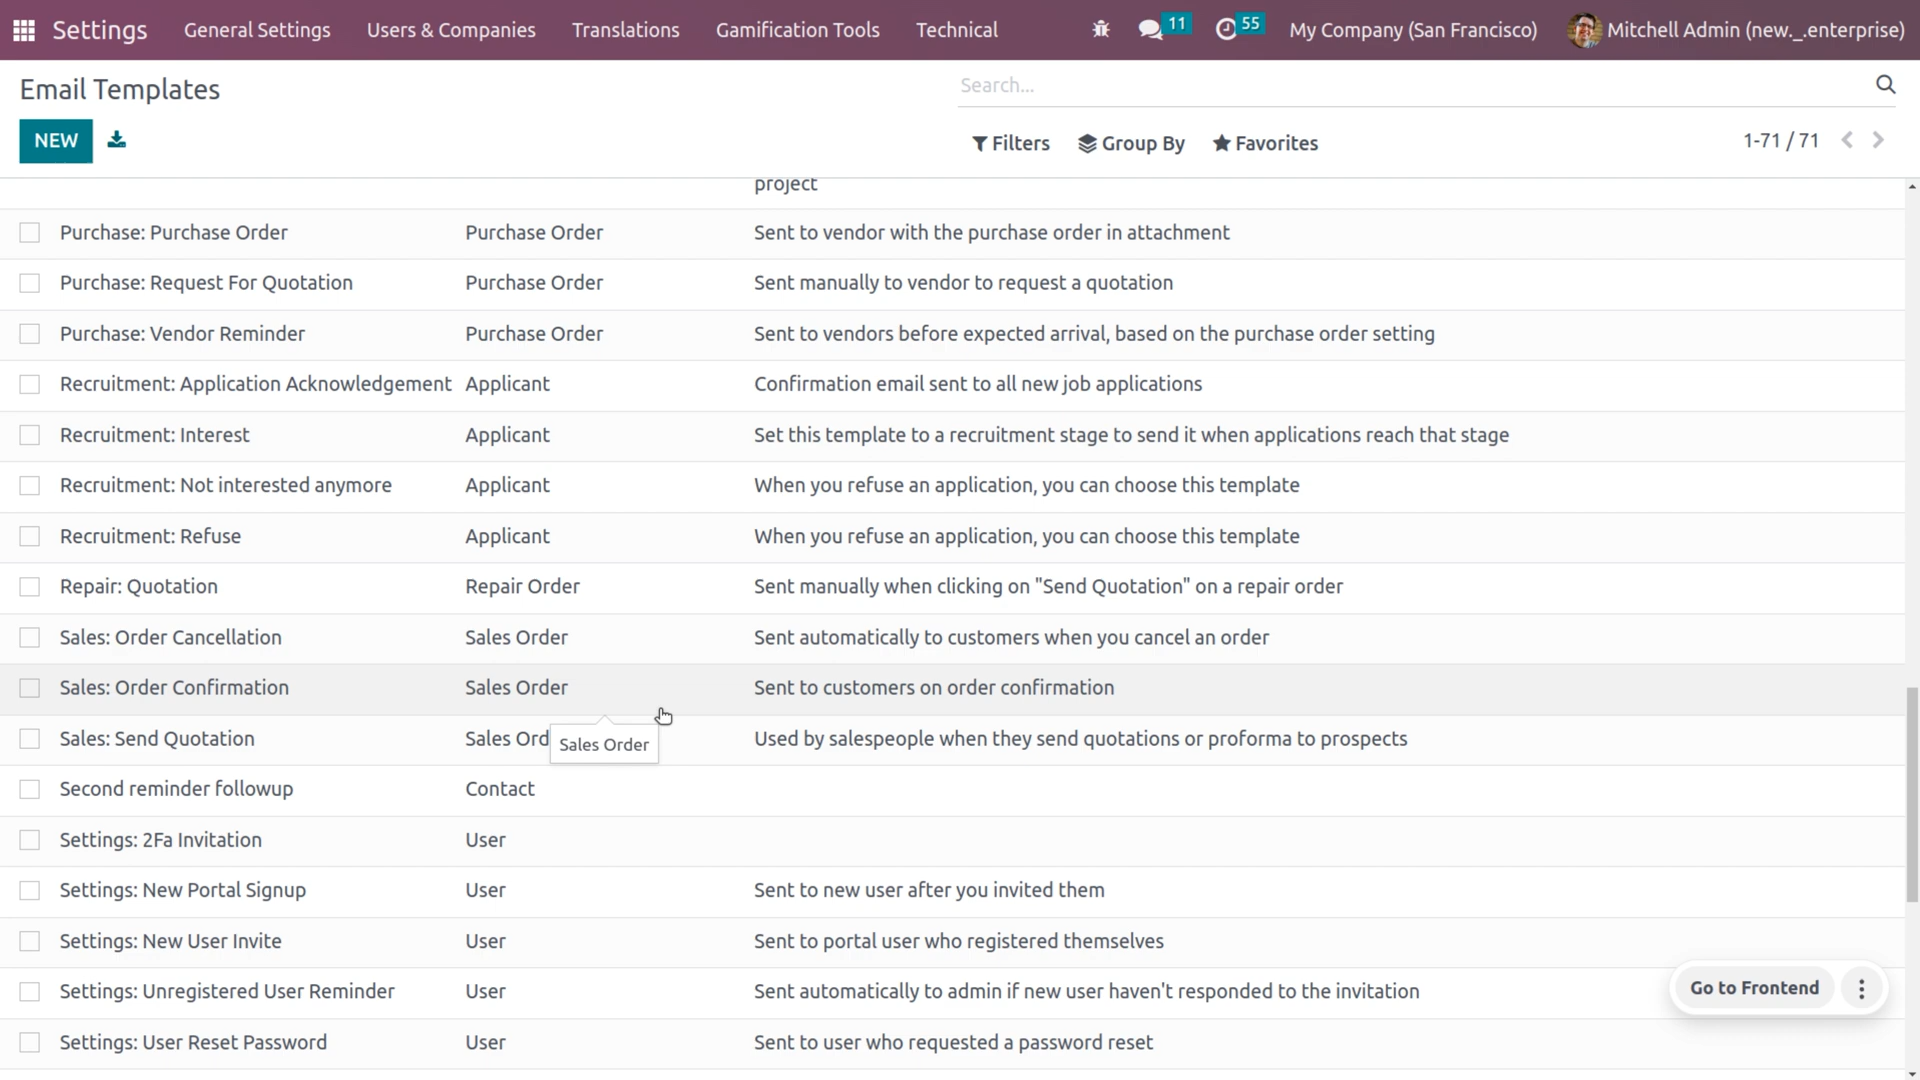 Settings General Settings Users & Companies Translations Gamification Tools Technical 11 55 My Company (San Francisco) Mitchell Admin (new._.enterprise)
Email Templates Search...
NEW Filters Group By Favorites 1-71 / 71
project
Purchase: Purchase Order Purchase Order Sent to vendor with the purchase order in attachment
Purchase: Request For Quotation Purchase Order Sent manually to vendor to request a quotation
Purchase: Vendor Reminder Purchase Order Sent to vendors before expected arrival, based on the purchase order setting
Recruitment: Application Acknowledgement Applicant Confirmation email sent to all new job applications
Recruitment: Interest Applicant Set this template to a recruitment stage to send it when applications reach that stage
Recruitment: Not interested anymore Applicant When you refuse an application, you can choose this template
Recruitment: Refuse Applicant When you refuse an application, you can choose this template
Repair: Quotation Repair Order Sent manually when clicking on "Send Quotation" on a repair order
Sales: Order Cancellation Sales Order Sent automatically to customers when you cancel an order
Sales: Order Confirmation Sales Order Sent to customers on order confirmation
Sales: Send Quotation Sales Ord Sales Order Used by salespeople when they send quotations or proforma to prospects
Second reminder followup Contact
Settings: 2Fa Invitation User
Settings: New Portal Signup User Sent to new user after you invited them
Settings: New User Invite User Sent to portal user who registered themselves
Settings: Unregistered User Reminder User Sent automatically to admin if new user haven't responded to the invitation Go to Frontend
Settings: User Reset Password User Sent to user who requested a password reset